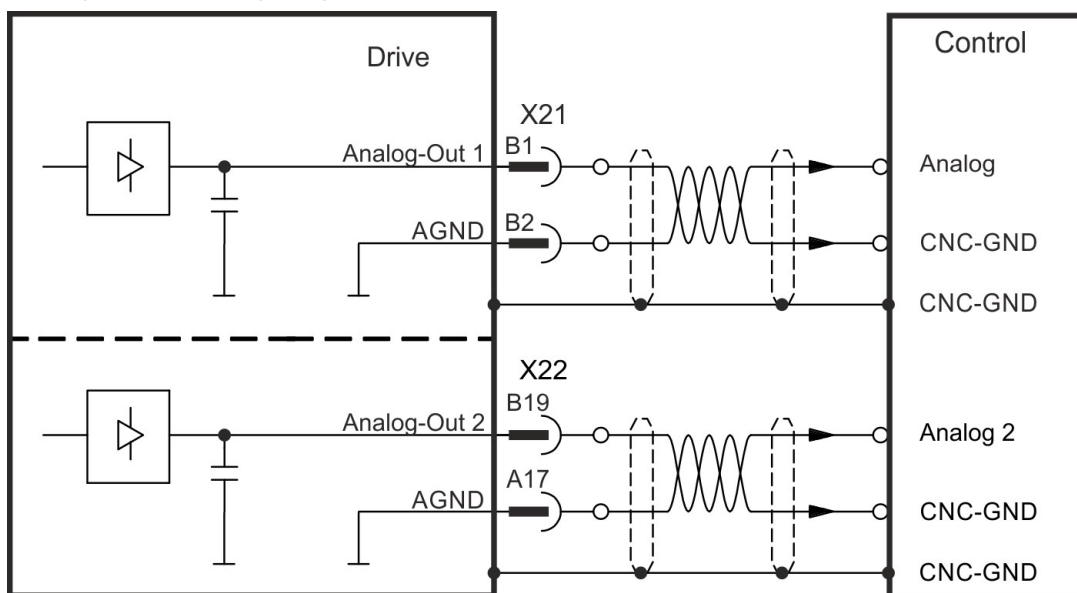 Drive
Control
X21
Analog-Out 1
B1
Analog
AGND
B2
CNC-GND
CNC-GND
X22
Analog-Out 2
B19
Analog 2
AGND
A17
CNC-GND
CNC-GND